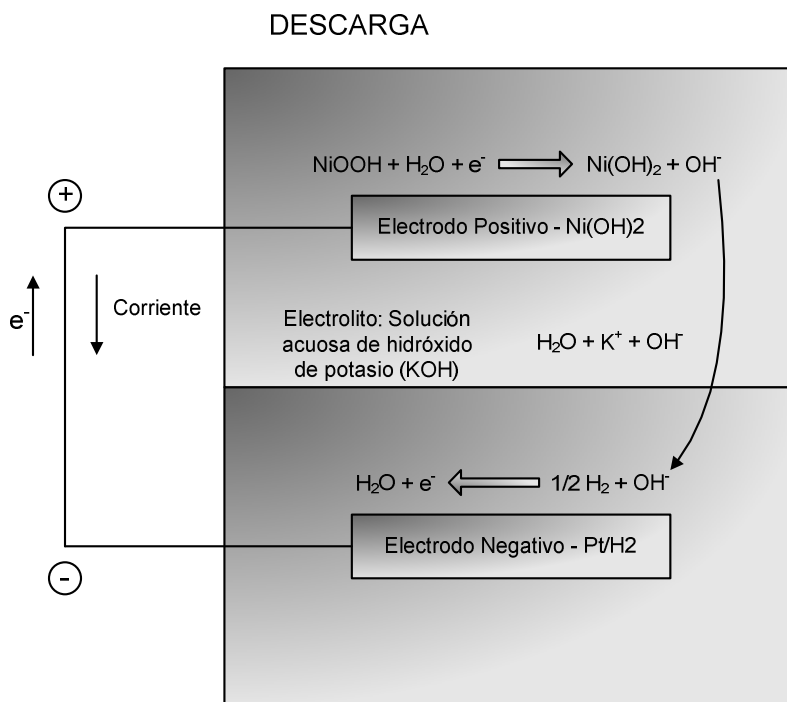 DESCARGA
NiOOH + H₂O + e⁻ Ni(OH)₂ + OH⁻
+
Electrodo Positivo - Ni(OH)2
e⁻
Corriente
Electrolito: Solución
acuosa de hidróxido
de potasio (KOH)
H₂O + K⁺ + OH⁻
H₂O + e⁻ 1/2 H₂ + OH⁻
Electrodo Negativo - Pt/H2
-